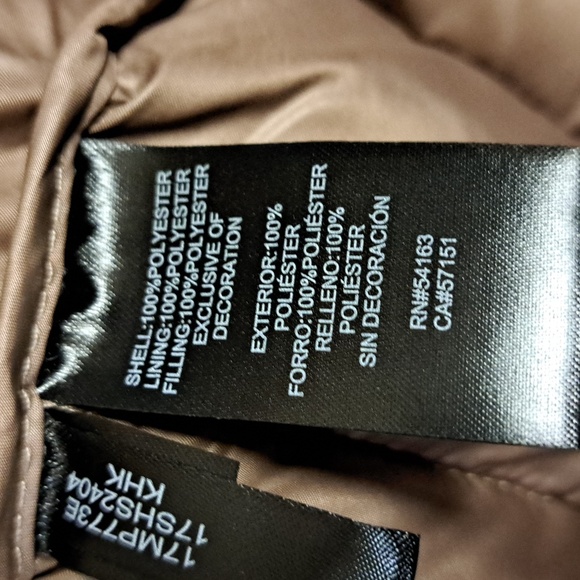 SHELL:100%POLYESTER
LINING:100%POLYESTER
FILLING:100%POLYESTER
EXCLUSIVE OF
DECORATION
EXTERIOR:100%
POLIÉSTER
FORRO:100%POLIÉSTER
RELLENO:100%
POLIÉSTER
SIN DECORACIÓN
RN#54163
CA#57151
17MP773E
17SHS2404
KHK